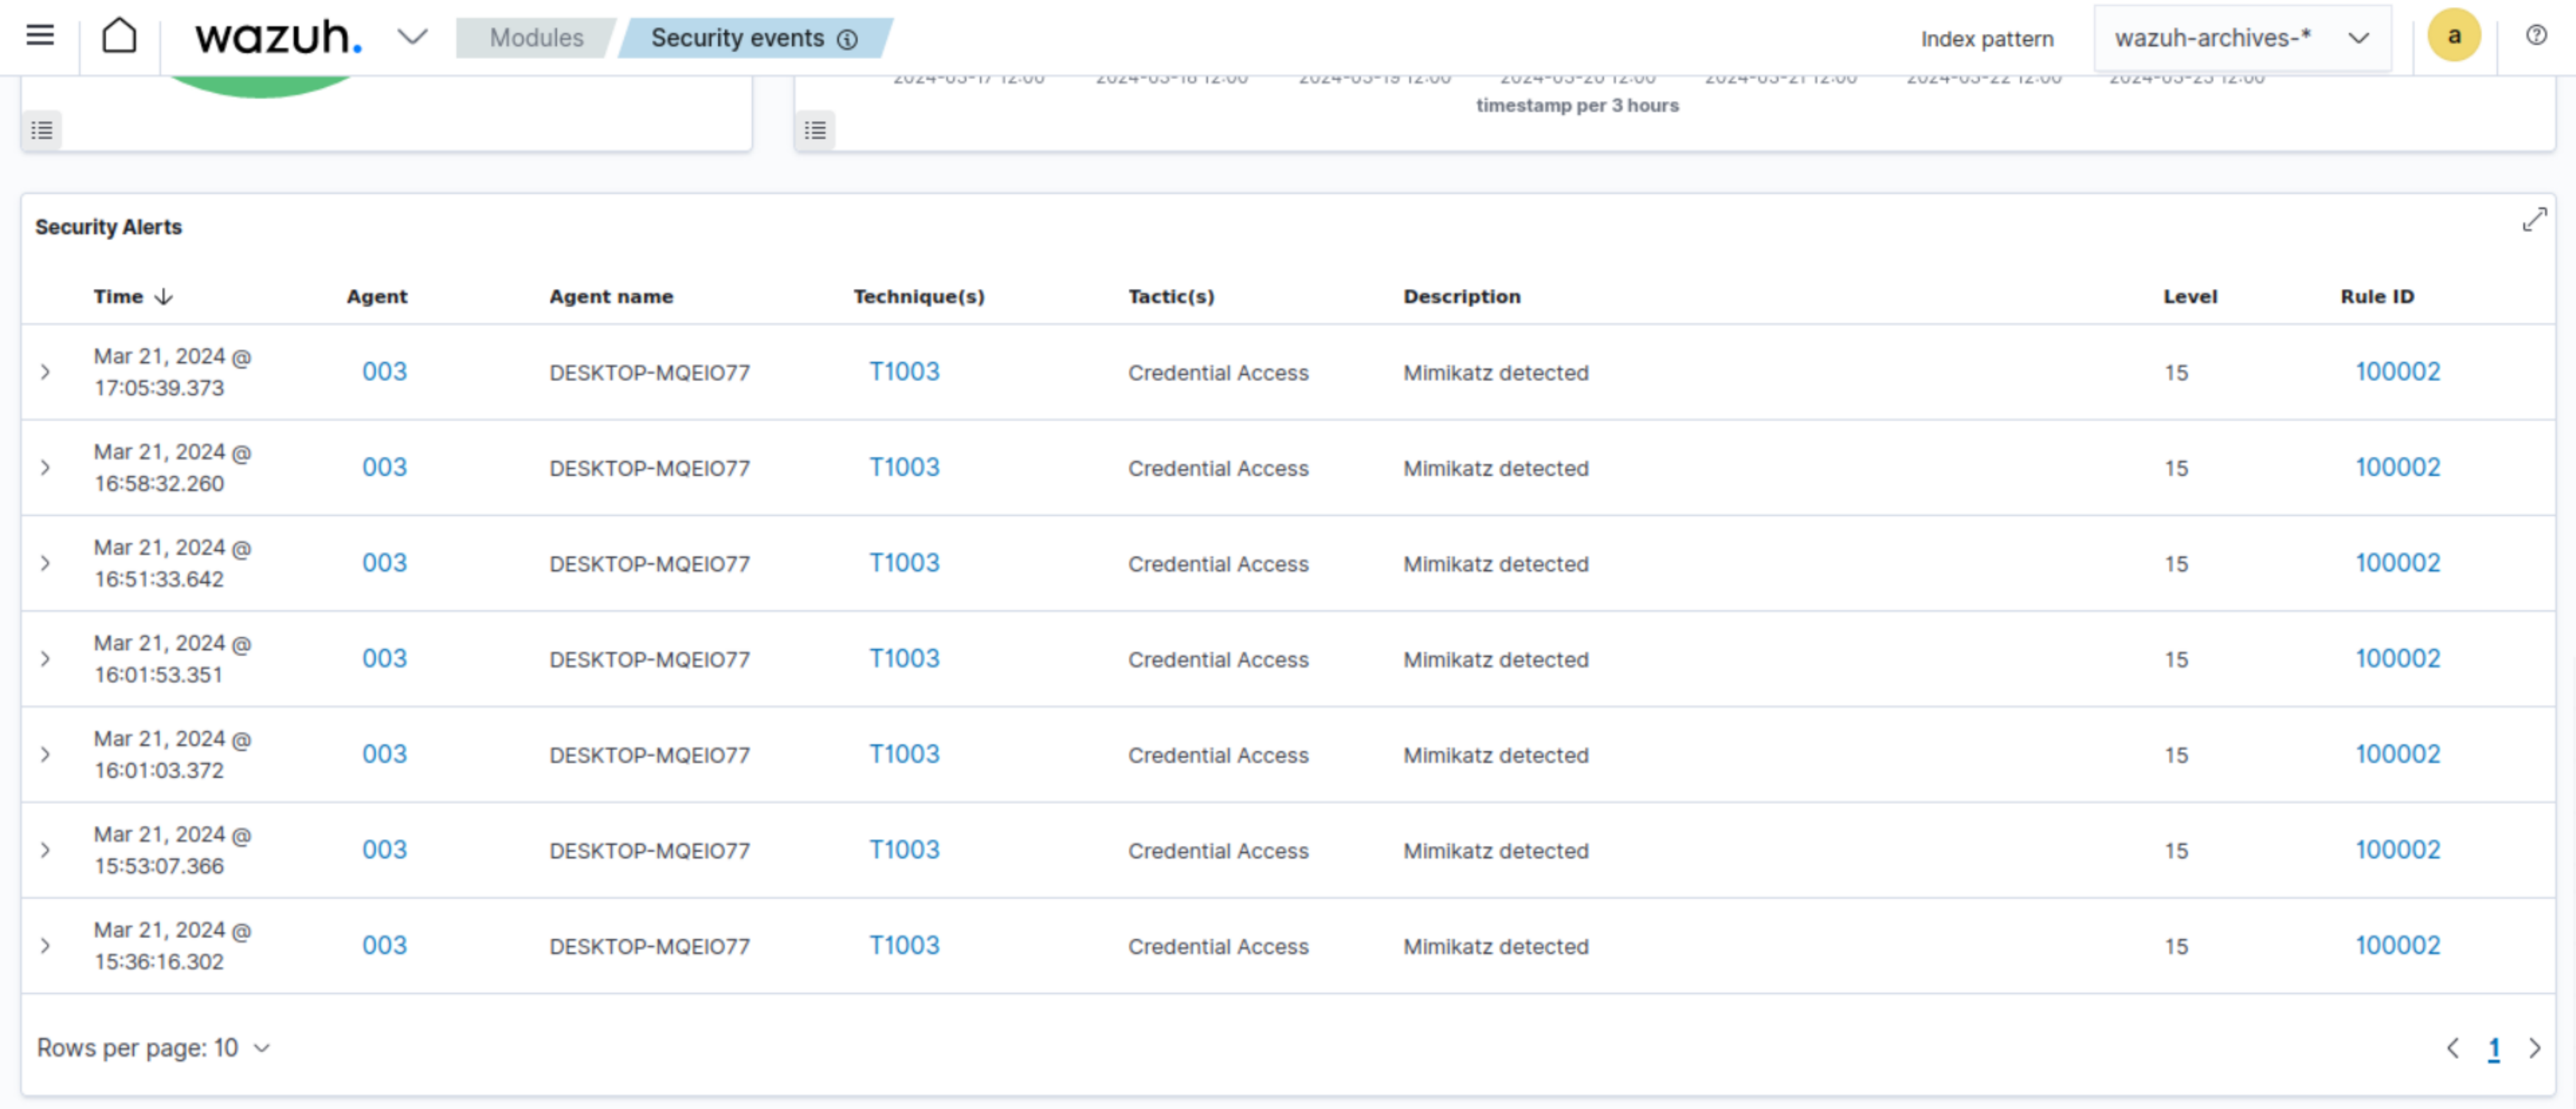 wazuh. Modules Security events Index pattern wazuh-archives-* a
2024-03-17 12:00 2024-03-18 12:00 2024-03-19 12:00 2024-03-20 12:00 2024-03-21 12:00 2024-03-22 12:00 2024-03-23 12:00
timestamp per 3 hours
Security Alerts
Time Agent Agent name Technique(s) Tactic(s) Description Level Rule ID
Mar 21, 2024 @
17:05:39.373 003 DESKTOP-MQEIO77 T1003 Credential Access Mimikatz detected 15 100002
Mar 21, 2024 @
16:58:32.260 003 DESKTOP-MQEIO77 T1003 Credential Access Mimikatz detected 15 100002
Mar 21, 2024 @
16:51:33.642 003 DESKTOP-MQEIO77 T1003 Credential Access Mimikatz detected 15 100002
Mar 21, 2024 @
16:01:53.351 003 DESKTOP-MQEIO77 T1003 Credential Access Mimikatz detected 15 100002
Mar 21, 2024 @
16:01:03.372 003 DESKTOP-MQEIO77 T1003 Credential Access Mimikatz detected 15 100002
Mar 21, 2024 @
15:53:07.366 003 DESKTOP-MQEIO77 T1003 Credential Access Mimikatz detected 15 100002
Mar 21, 2024 @
15:36:16.302 003 DESKTOP-MQEIO77 T1003 Credential Access Mimikatz detected 15 100002
Rows per page: 10 1